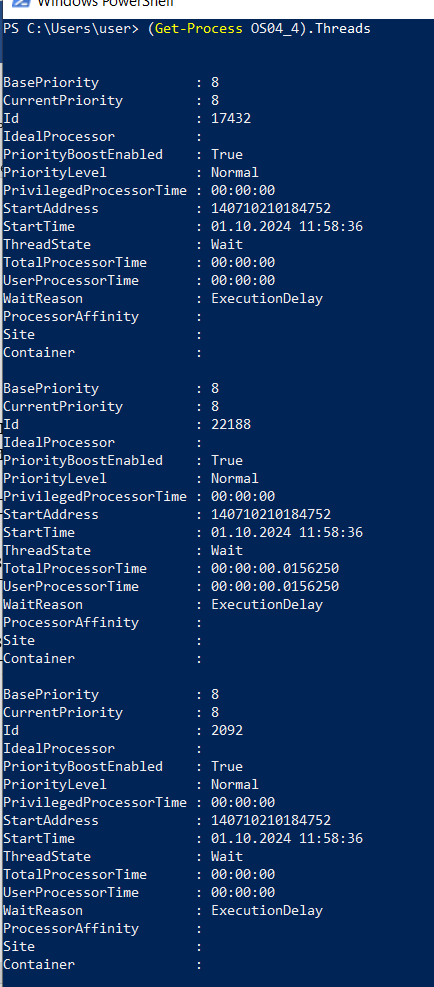 Windows PowerShell
PS C:\Users\user> (Get-Process OS04_4).Threads
BasePriority : 8
CurrentPriority : 8
Id : 17432
IdealProcessor :
PriorityBoostEnabled : True
PriorityLevel : Normal
PrivilegedProcessorTime : 00:00:00
StartAddress : 140710210184752
StartTime : 01.10.2024 11:58:36
ThreadState : Wait
TotalProcessorTime : 00:00:00
UserProcessorTime : 00:00:00
WaitReason : ExecutionDelay
ProcessorAffinity :
Site :
Container :
BasePriority : 8
CurrentPriority : 8
Id : 22188
IdealProcessor :
PriorityBoostEnabled : True
PriorityLevel : Normal
PrivilegedProcessorTime : 00:00:00
StartAddress : 140710210184752
StartTime : 01.10.2024 11:58:36
ThreadState : Wait
TotalProcessorTime : 00:00:00.0156250
UserProcessorTime : 00:00:00.0156250
WaitReason : ExecutionDelay
ProcessorAffinity :
Site :
Container :
BasePriority : 8
CurrentPriority : 8
Id : 2092
IdealProcessor :
PriorityBoostEnabled : True
PriorityLevel : Normal
PrivilegedProcessorTime : 00:00:00
StartAddress : 140710210184752
StartTime : 01.10.2024 11:58:36
ThreadState : Wait
TotalProcessorTime : 00:00:00
UserProcessorTime : 00:00:00
WaitReason : ExecutionDelay
ProcessorAffinity :
Site :
Container :